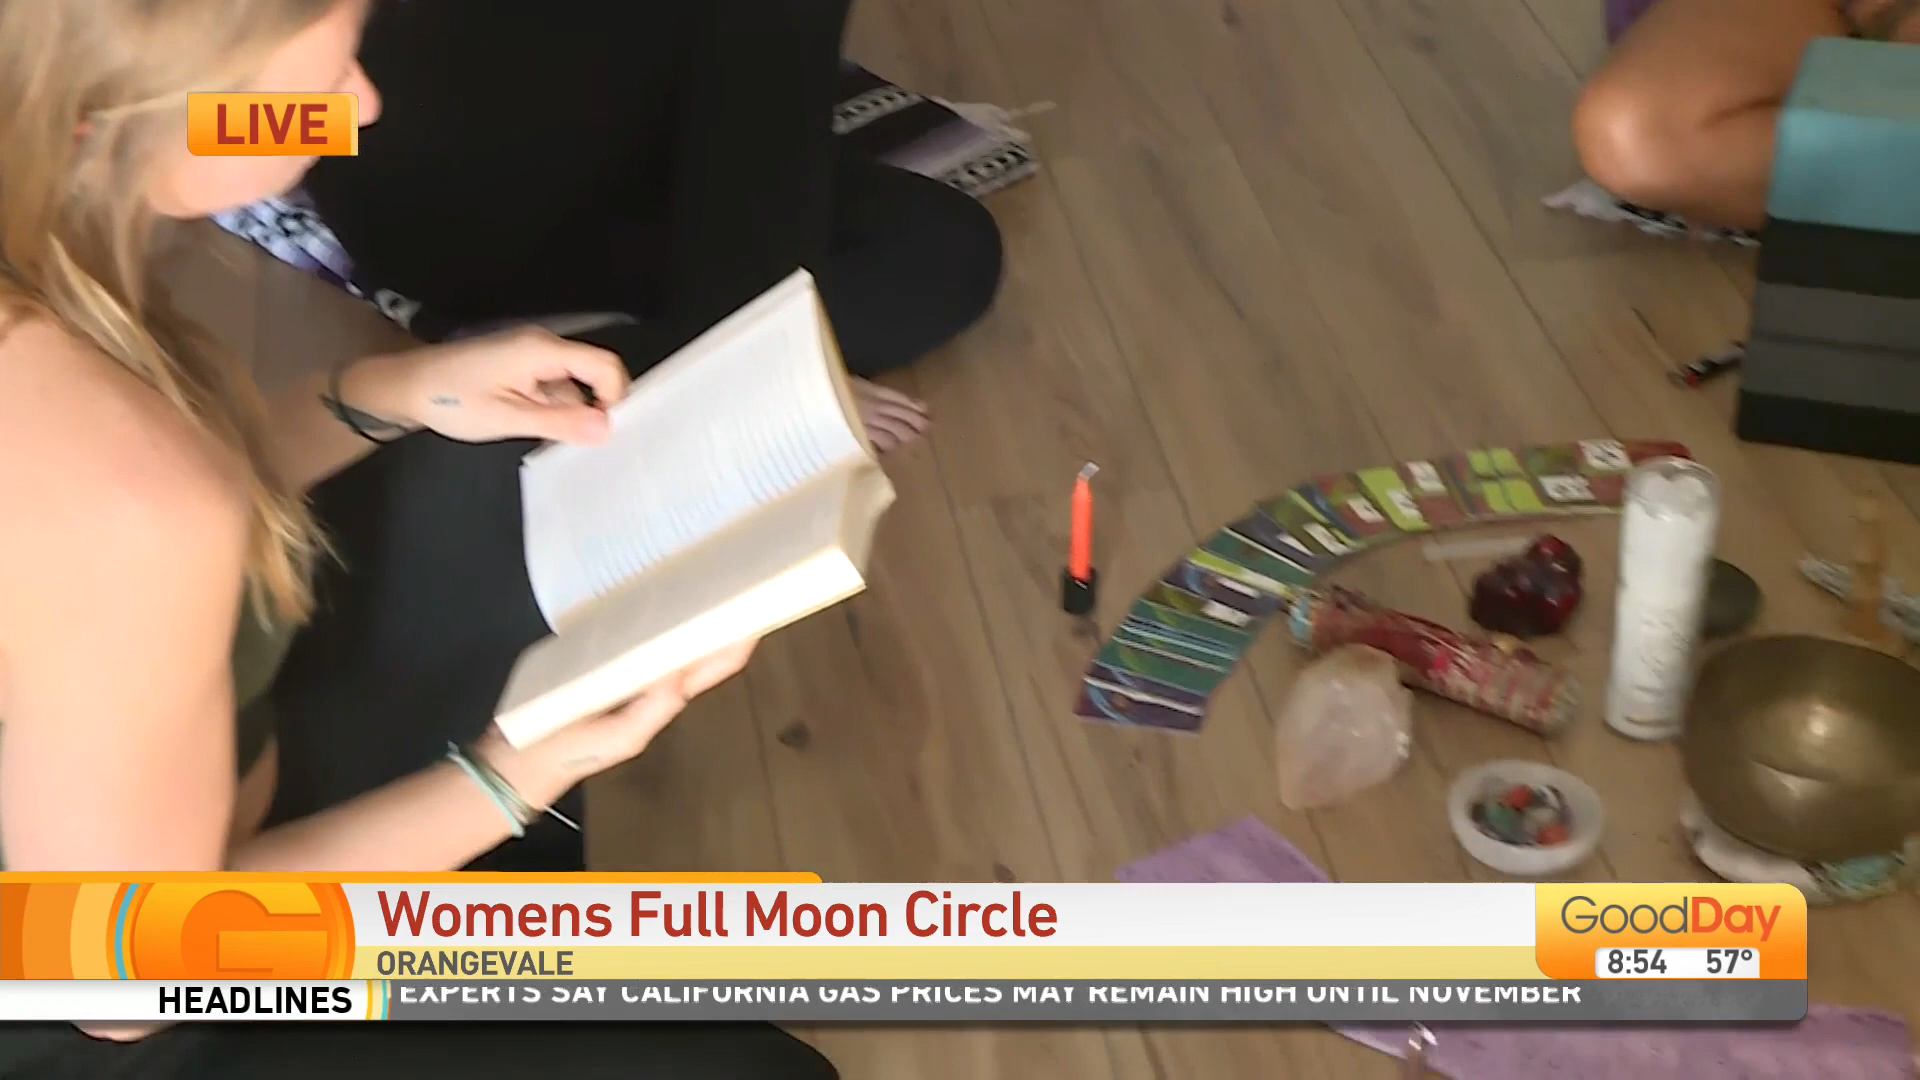 LIVE
Womens Full Moon Circle
ORANGEVALE
GoodDay
8:54 57°
HEADLINES
EXPERTS SAY CALIFORNIA GAS PRICES MAY REMAIN HIGH UNTIL NOVEMBER